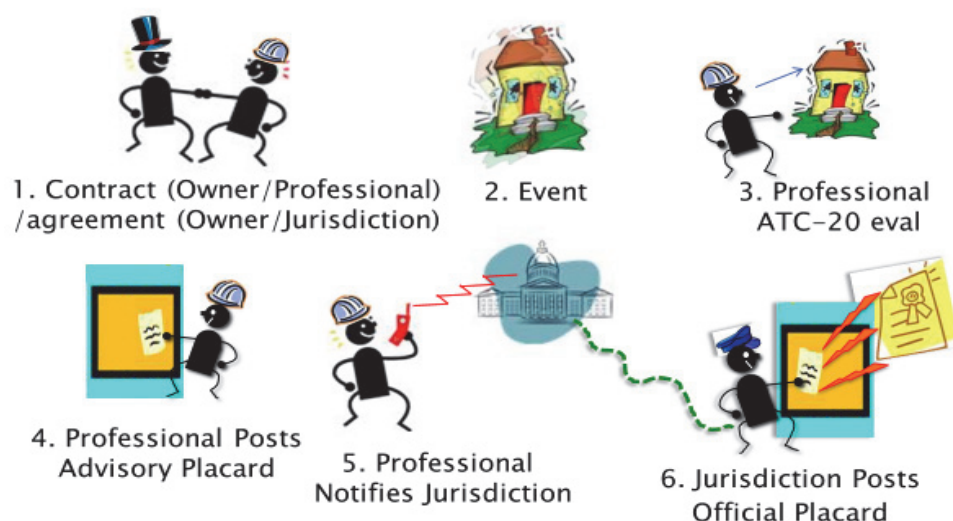 1. Contract (Owner/Professional)
/agreement (Owner/Jurisdiction)
2. Event
3. Professional
ATC-20 eval
4. Professional Posts
Advisory Placard
5. Professional
Notifies Jurisdiction
6. Jurisdiction Posts
Official Placard